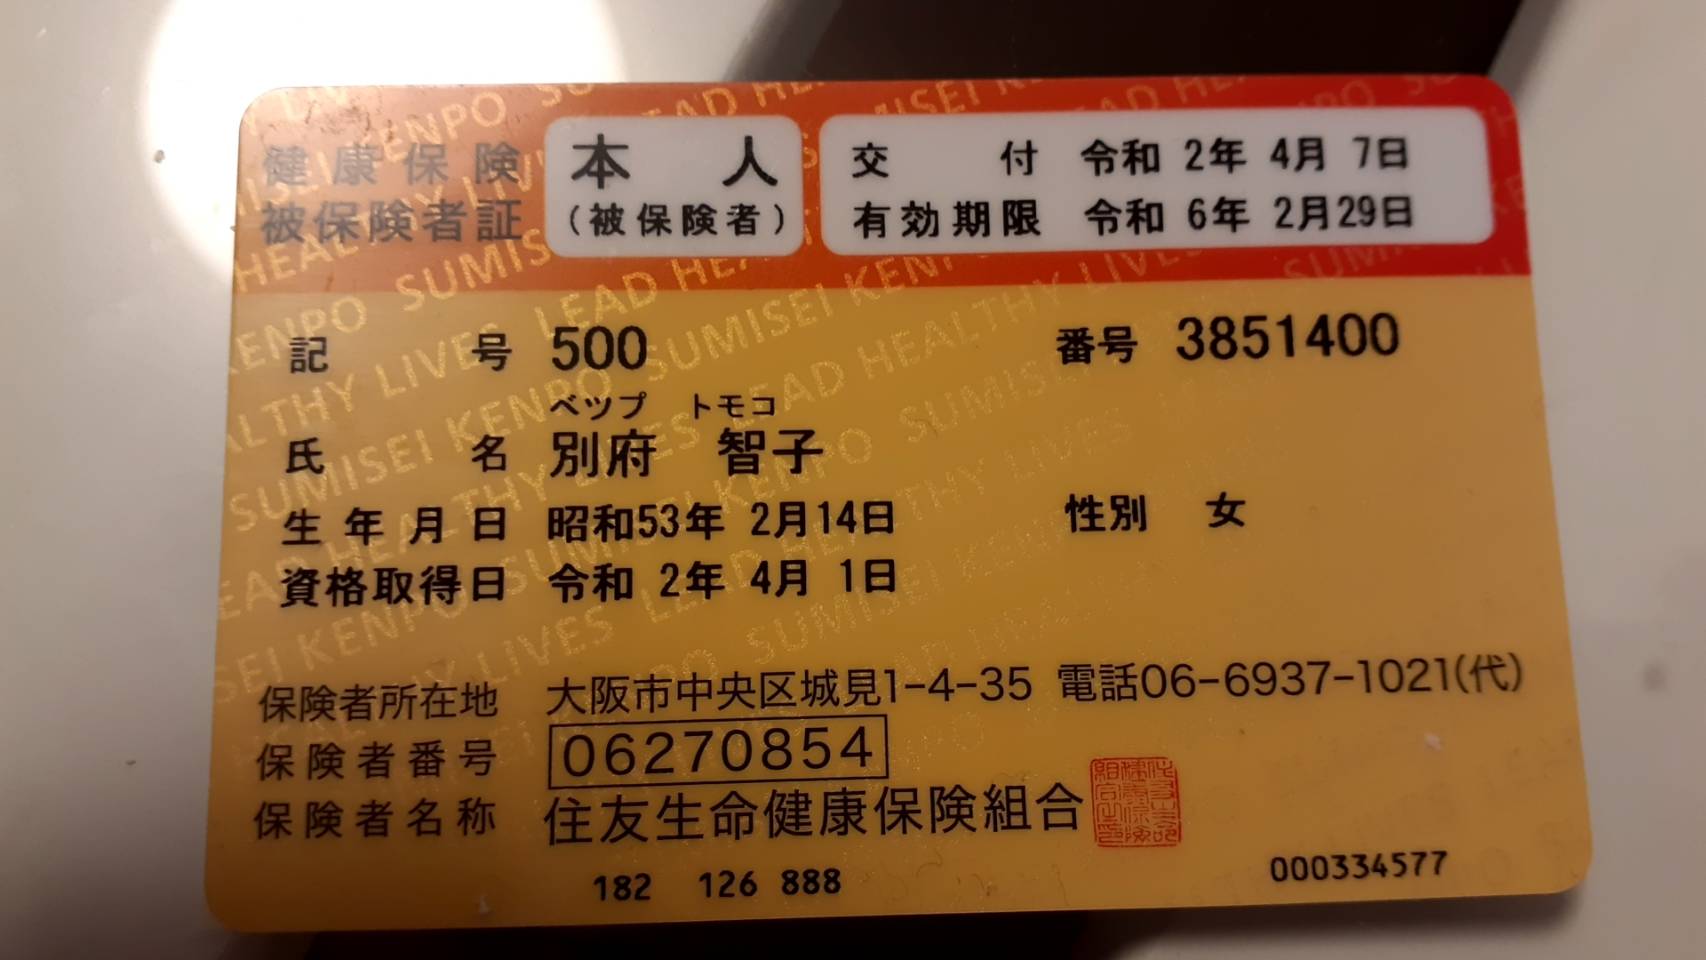 健康保険 本人 交付 令和 2年 4月 7日
被保険者証 (被保険者) 有効期限 令和 6年 2月29日
記号 500 番号 3851400
ベツプ トモコ
氏名 別府 智子
生年月日 昭和53年 2月14日 性別 女
資格取得日 令和 2年 4月 1日
保険者所在地 大阪市中央区城見1-4-35 電話06-6937-1021(代)
保険者番号 06270854
保険者名称 住友生命健康保険組合
182 126 888 000334577
SUMISEI KENPO LEAD HEALTHY LIVES